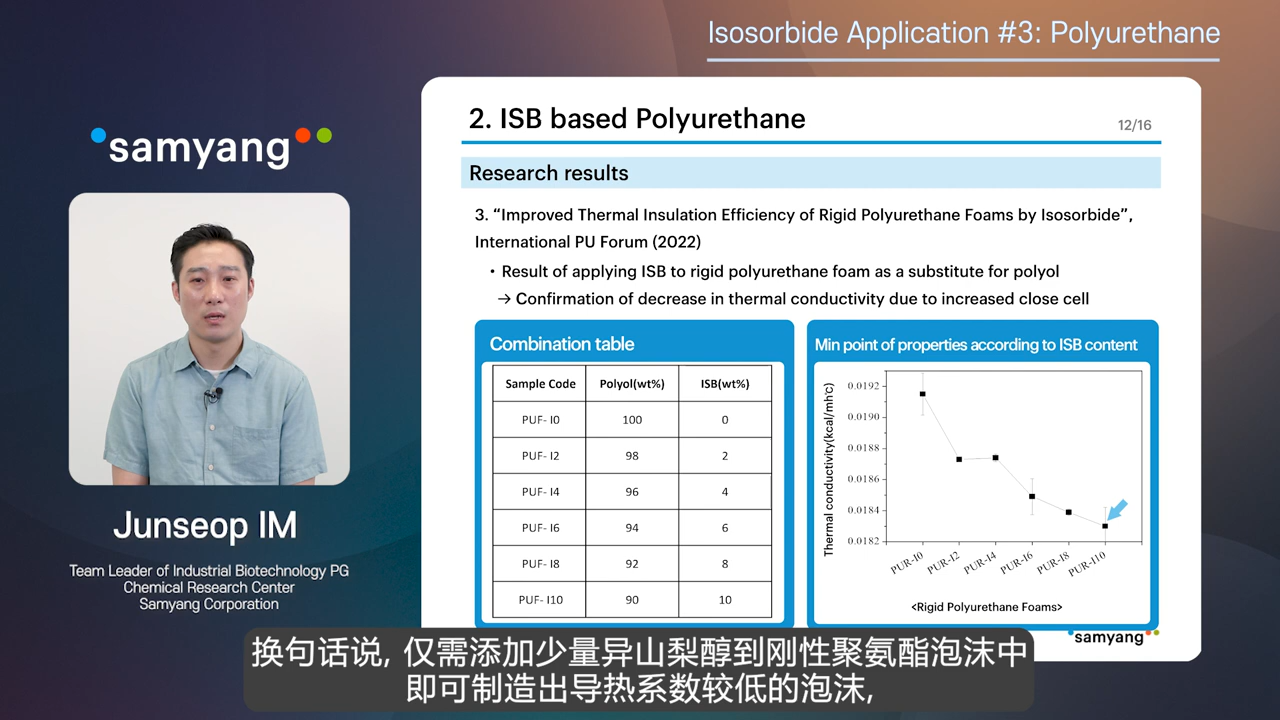 Isosorbide Application #3: Polyurethane
samyang
Junseop IM
Team Leader of Industrial Biotechnology PG
Chemical Research Center
Samyang Corporation
2. ISB based Polyurethane
12/16
Research results
3. “Improved Thermal Insulation Efficiency of Rigid Polyurethane Foams by Isosorbide”,
International PU Forum (2022)
• Result of applying ISB to rigid polyurethane foam as a substitute for polyol
→ Confirmation of decrease in thermal conductivity due to increased close cell
Combination table
Sample Code Polyol(wt%) ISB(wt%)
PUF- I0 100 0
PUF- I2 98 2
PUF- I4 96 4
PUF- I6 94 6
PUF- I8 92 8
PUF- I10 90 10
Min point of properties according to ISB content
Thermal conductivity(kcal/mh℃)
0.0192
0.0190
0.0188
0.0186
0.0184
0.0182
PUR-I0 PUR-I2 PUR-I4 PUR-I6 PUR-I8 PUR-I10
<Rigid Polyurethane Foams>
samyang
换句话说, 仅需添加少量异山梨醇到刚性聚氨酯泡沫中
即可制造出导热系数较低的泡沫,